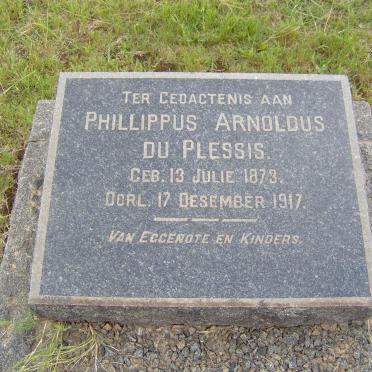 Ter Gedagtenis aan
Phillippus Arnoldus
du Plessis.
Geb. 13 Julie 1873.
Oorl. 17 Desember 1917.
Van Eggenote en Kinders.